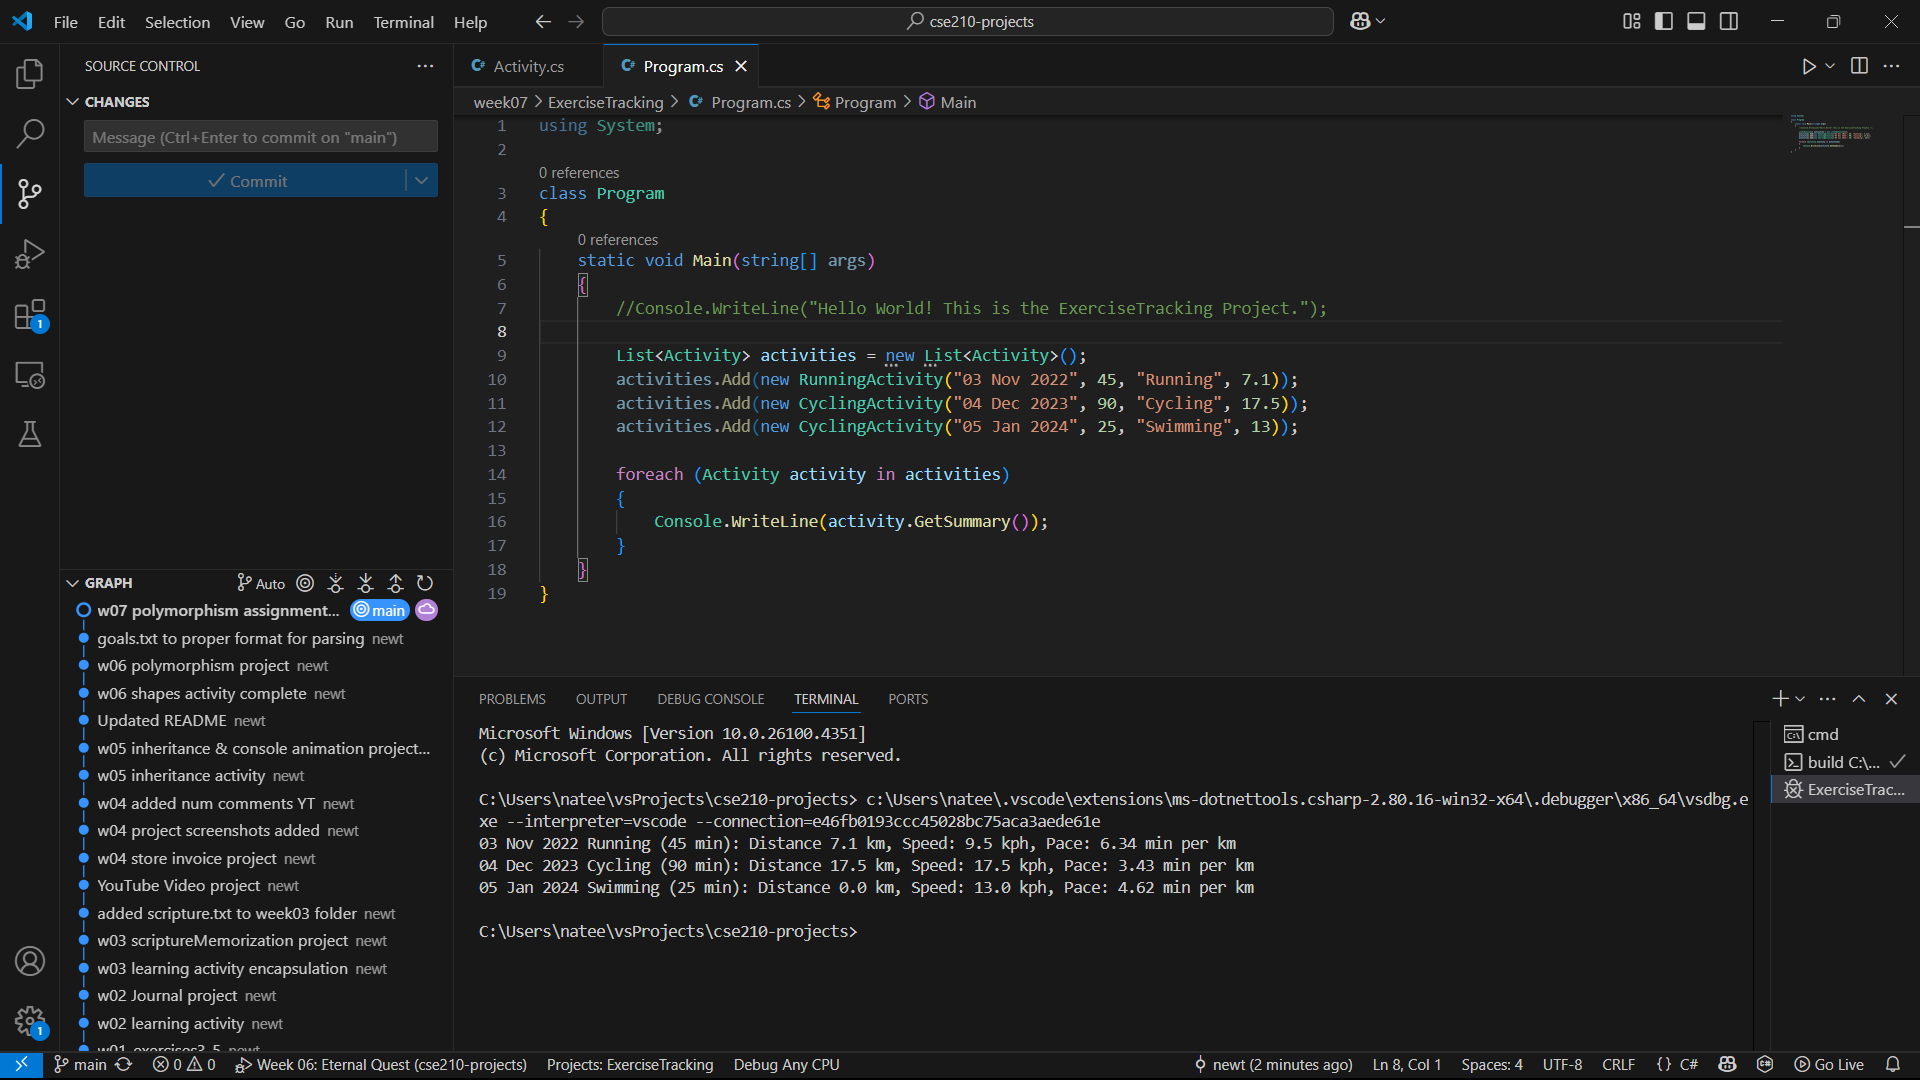 File Edit Selection View Go Run Terminal Help
cse210-projects
SOURCE CONTROL
CHANGES
Message (Ctrl+Enter to commit on "main")
Commit
1
GRAPH
Auto
w07 polymorphism assignment... main
goals.txt to proper format for parsing newt
w06 polymorphism project newt
w06 shapes activity complete newt
Updated README newt
w05 inheritance & console animation project...
w05 inheritance activity newt
w04 added num comments YT newt
w04 project screenshots added newt
w04 store invoice project newt
YouTube Video project newt
added scripture.txt to week03 folder newt
w03 scriptureMemorization project newt
w03 learning activity encapsulation newt
w02 Journal project newt
w02 learning activity newt
1
Activity.cs Program.cs
week07 > ExerciseTracking > Program.cs > Program > Main
1 using System;
2
0 references
3 class Program
4 {
0 references
5 static void Main(string[] args)
6 {
7 //Console.WriteLine("Hello World! This is the ExerciseTracking Project.");
8
9 List<Activity> activities = new List<Activity>();
10 activities.Add(new RunningActivity("03 Nov 2022", 45, "Running", 7.1));
11 activities.Add(new CyclingActivity("04 Dec 2023", 90, "Cycling", 17.5));
12 activities.Add(new CyclingActivity("05 Jan 2024", 25, "Swimming", 13));
13
14 foreach (Activity activity in activities)
15 {
16 Console.WriteLine(activity.GetSummary());
17 }
18 }
19 }
PROBLEMS OUTPUT DEBUG CONSOLE TERMINAL PORTS
Microsoft Windows [Version 10.0.26100.4351]
(c) Microsoft Corporation. All rights reserved.
C:\Users\natee\vsProjects\cse210-projects> c:\Users\natee\.vscode\extensions\ms-dotnettools.csharp-2.80.16-win32-x64\.debugger\x86_64\vsdbg.e
xe --interpreter=vscode --connection=e46fb0193ccc45028bc75aca3aede61e
03 Nov 2022 Running (45 min): Distance 7.1 km, Speed: 9.5 kph, Pace: 6.34 min per km
04 Dec 2023 Cycling (90 min): Distance 17.5 km, Speed: 17.5 kph, Pace: 3.43 min per km
05 Jan 2024 Swimming (25 min): Distance 0.0 km, Speed: 13.0 kph, Pace: 4.62 min per km
C:\Users\natee\vsProjects\cse210-projects>
cmd
build C:\...
ExerciseTrac...
main 0 0 Week 06: Eternal Quest (cse210-projects) Projects: ExerciseTracking Debug Any CPU newt (2 minutes ago) Ln 8, Col 1 Spaces: 4 UTF-8 CRLF {} C# Go Live